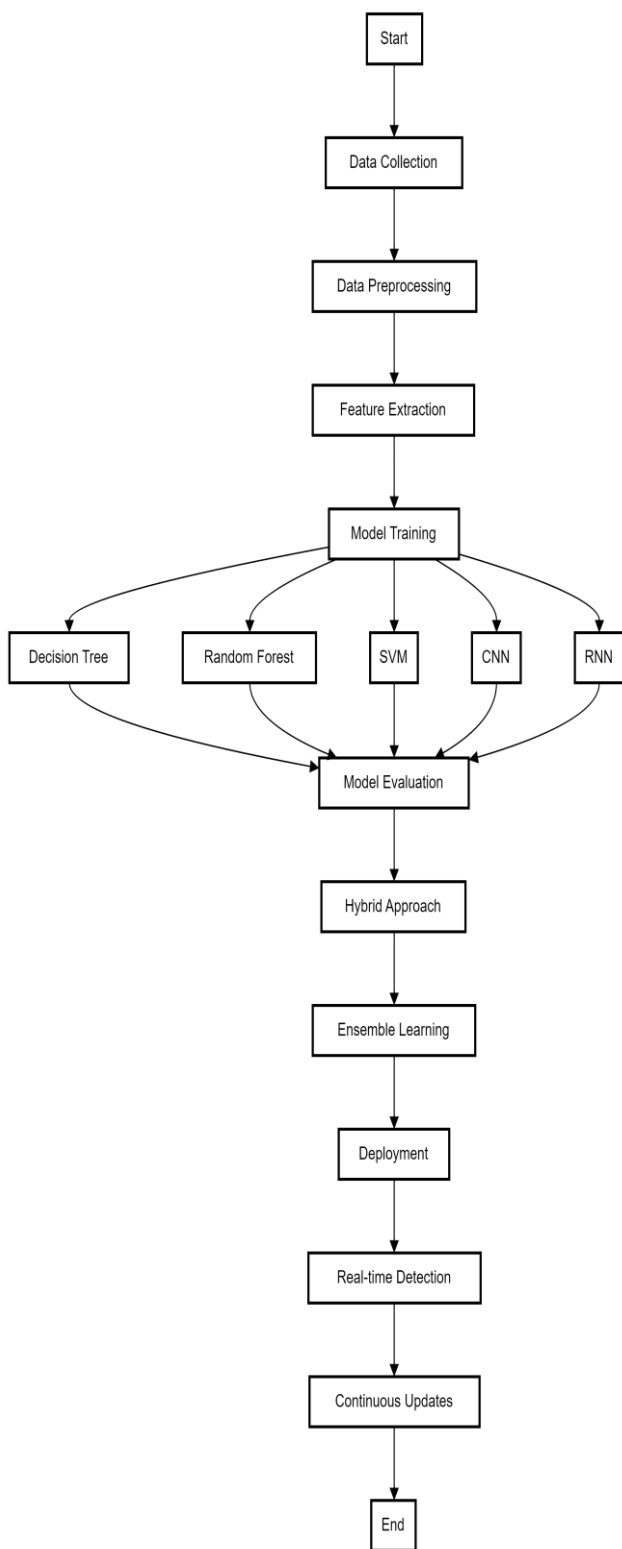 Start
Data Collection
Data Preprocessing
Feature Extraction
Model Training
Decision Tree
Random Forest
SVM
CNN
RNN
Model Evaluation
Hybrid Approach
Ensemble Learning
Deployment
Real-time Detection
Continuous Updates
End